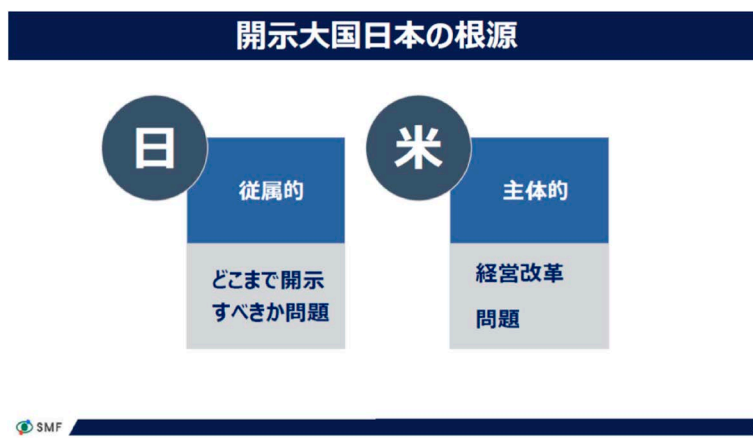 開示大国日本の根源
日
従属的
どこまで開示
すべきか問題
米
主体的
経営改革
問題
SMF